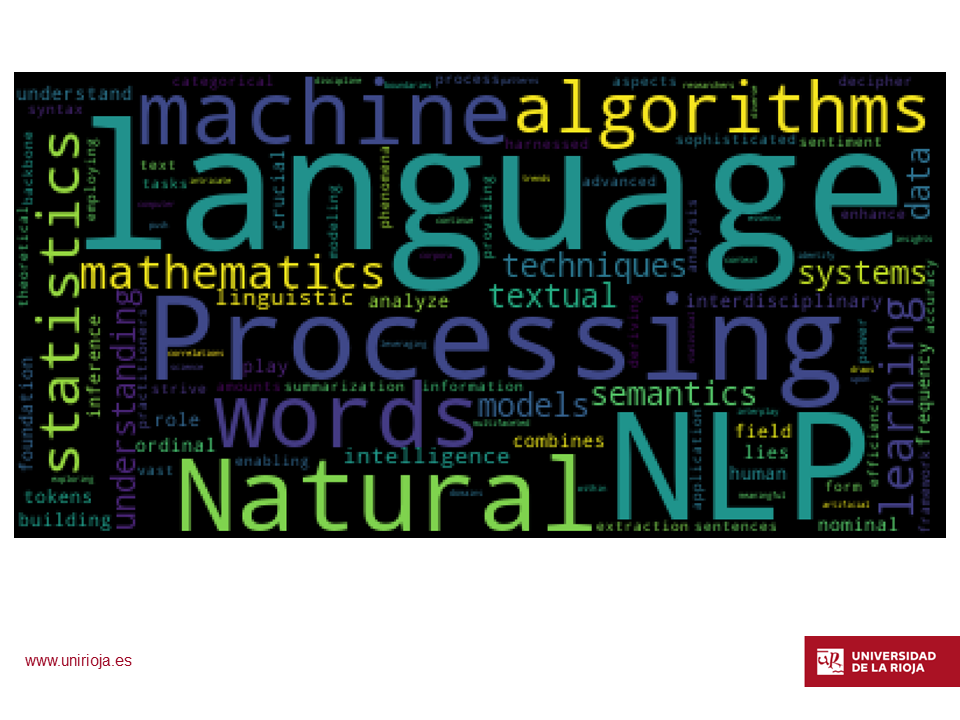 categorical
discipline
boundaries
process
patterns
aspects
researchers
decipher
understand
syntax
machine
algorithms
diverse
harnessed
sophisticated
sentiment
language
statistics
employing
backbone
theoretical
text
tasks
intricate
crucial
modeling
phenomena
providing
trends
advanced
data
enhance
insights
computer
push
continue
essence
corpora
context
identify
analysis
mathematics
techniques
systems
linguistic
analyze
textual
interdisciplinary
accuracy
Processing
understanding
practitioners
inference
foundation
correlations
science
leveraging
deriving
power
draws
upon
learning
frequency
framework
play
strive
amounts
summarization
information
semantics
words
models
multifaceted
interplay
role
ordinal
combines
field
lies
human
efficiency
application
NLP
intelligence
enabling
vast
exploring
tokens
building
Natural
domains
within
meaningful
form
artificial
extraction
sentences
nominal
www.unirioja.es
UR
UNIVERSIDAD
DE LA RIOJA